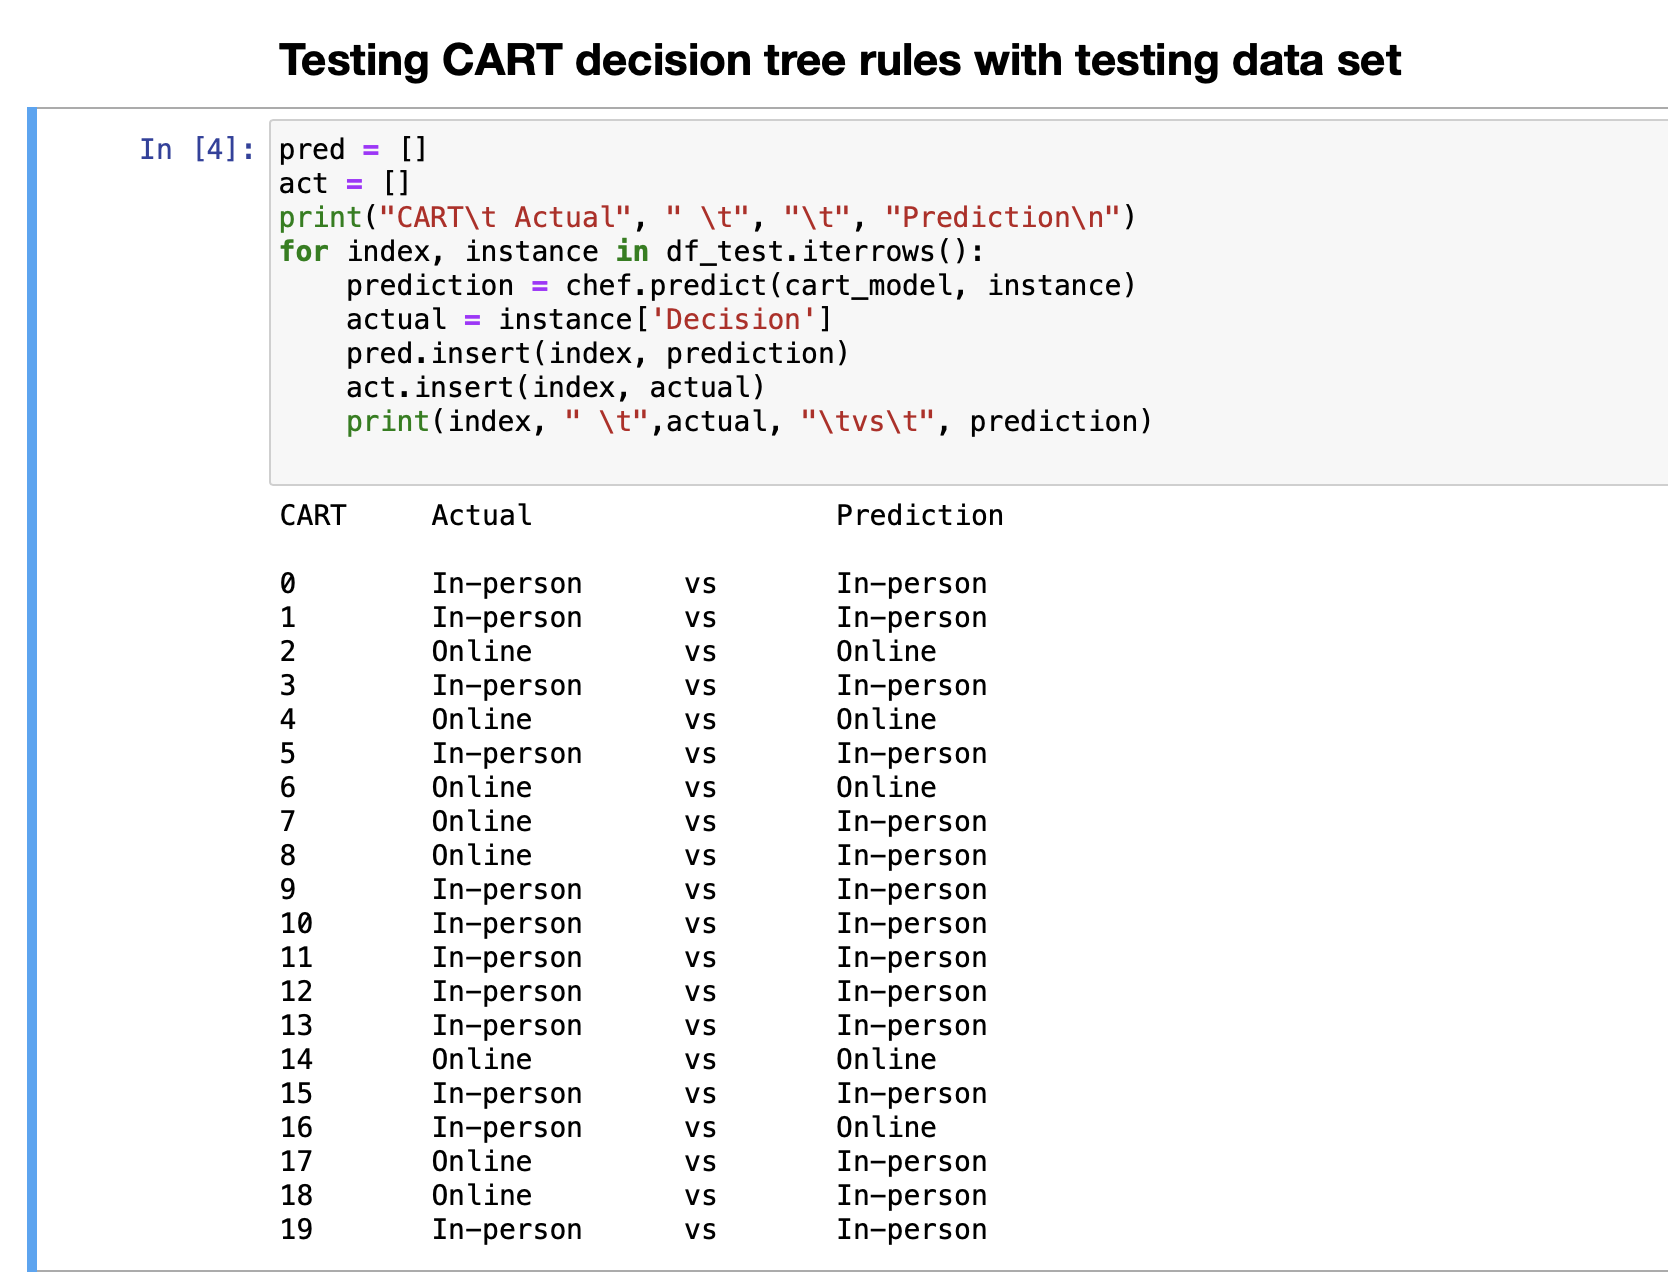 Testing CART decision tree rules with testing data set
In [4]: pred = []
act = []
print("CART\t Actual", " \t", "\t", "Prediction\n")
for index, instance in df_test.iterrows():
    prediction = chef.predict(cart_model, instance)
    actual = instance['Decision']
    pred.insert(index, prediction)
    act.insert(index, actual)
    print(index, " \t",actual, "\tvs\t", prediction)
CART Actual Prediction
0 In-person vs In-person
1 In-person vs In-person
2 Online vs Online
3 In-person vs In-person
4 Online vs Online
5 In-person vs In-person
6 Online vs Online
7 Online vs In-person
8 Online vs In-person
9 In-person vs In-person
10 In-person vs In-person
11 In-person vs In-person
12 In-person vs In-person
13 In-person vs In-person
14 Online vs Online
15 In-person vs In-person
16 In-person vs Online
17 Online vs In-person
18 Online vs In-person
19 In-person vs In-person